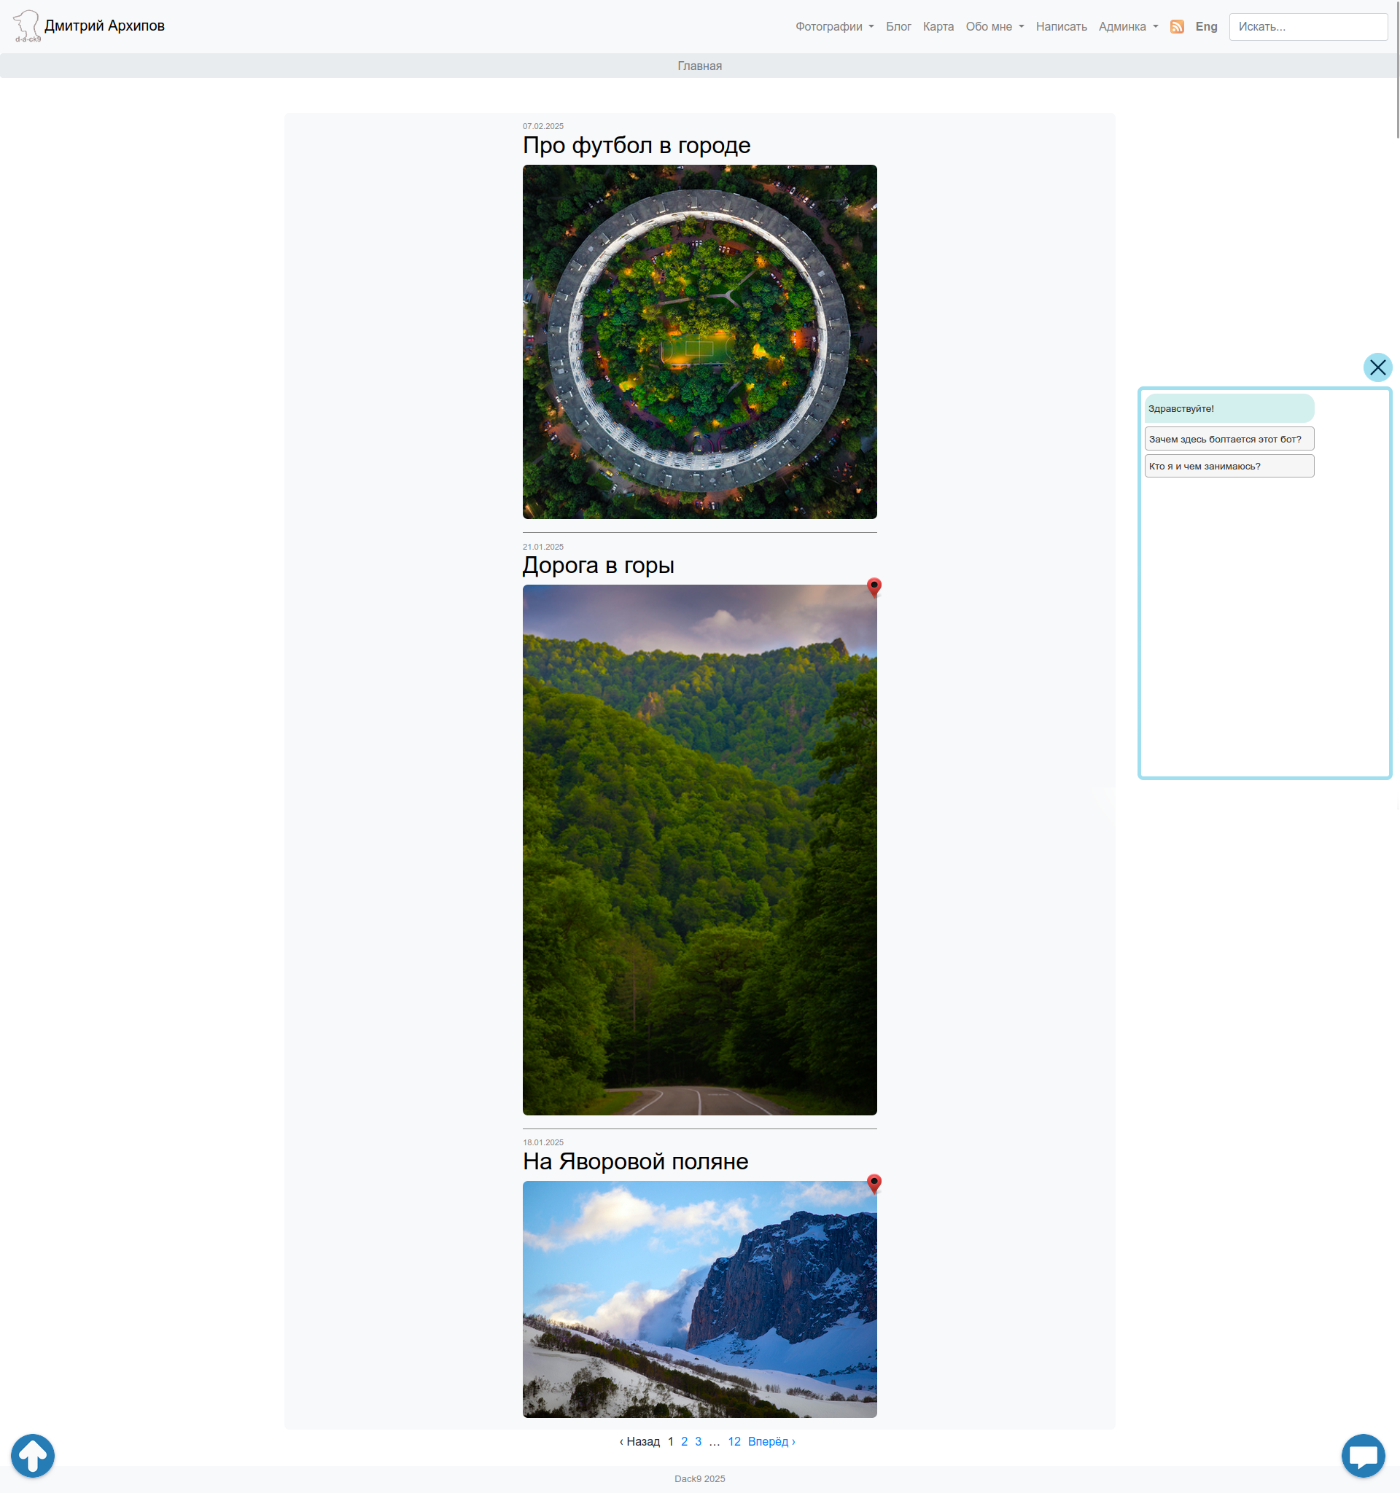 d-a-ck9
Дмитрий Архипов
Фотографии
Блог
Карта
Обо мне
Написать
Админка
Eng
Искать...
Главная
07.02.2025
Про футбол в городе
21.01.2025
Дорога в горы
18.01.2025
На Яворовой поляне
Здравствуйте!
Зачем здесь болтается этот бот?
Кто я и чем занимаюсь?
‹ Назад 1 2 3 … 12 Вперёд ›
Dack9 2025